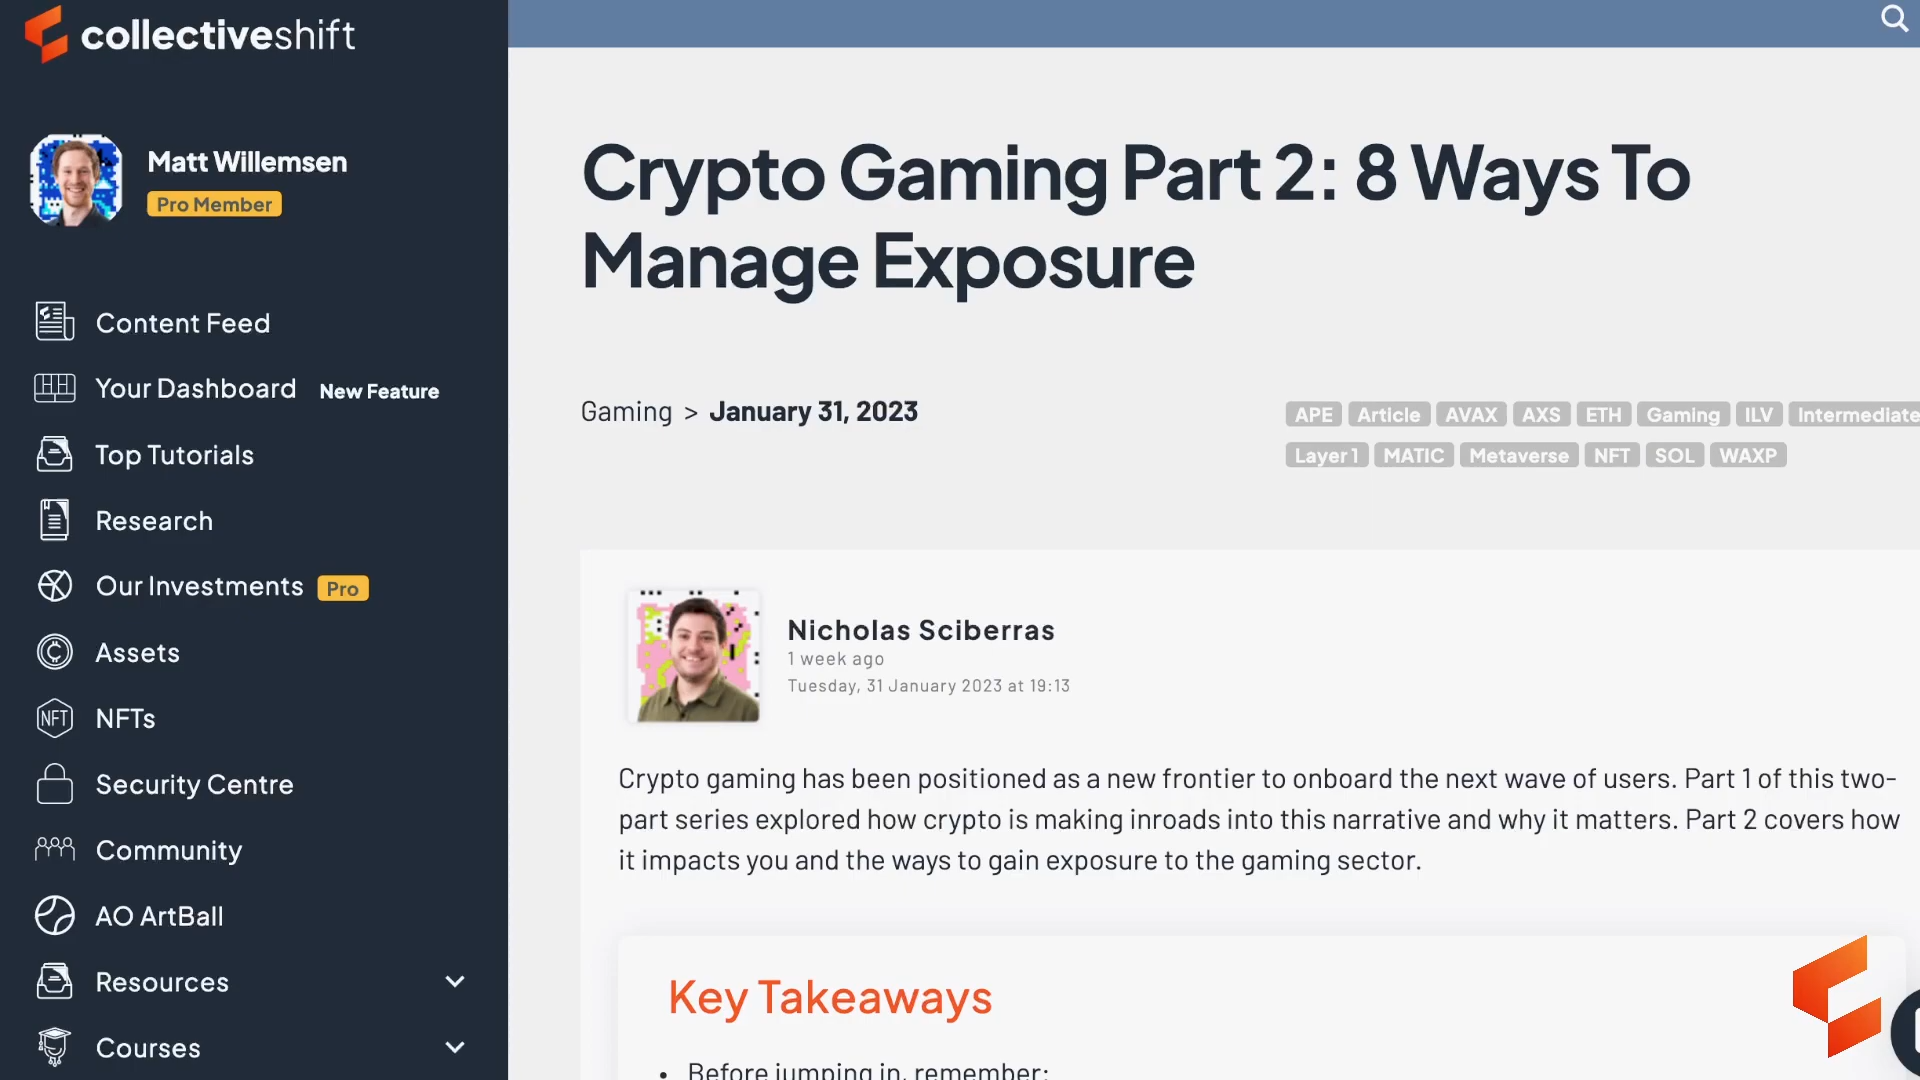 collectiveshift
Matt Willemsen
Pro Member
Content Feed
Your Dashboard New Feature
Top Tutorials
Research
Our Investments Pro
Assets
NFT NFTs
Security Centre
Community
AO ArtBall
Resources
Courses
Crypto Gaming Part 2: 8 Ways To
Manage Exposure
Gaming > January 31, 2023
APE Article AVAX AXS ETH Gaming ILV Intermediate
Layer 1 MATIC Metaverse NFT SOL WAXP
Nicholas Sciberras
1 week ago
Tuesday, 31 January 2023 at 19:13
Crypto gaming has been positioned as a new frontier to onboard the next wave of users. Part 1 of this two-
part series explored how crypto is making inroads into this narrative and why it matters. Part 2 covers how
it impacts you and the ways to gain exposure to the gaming sector.
Key Takeaways
• Before jumping in, remember: